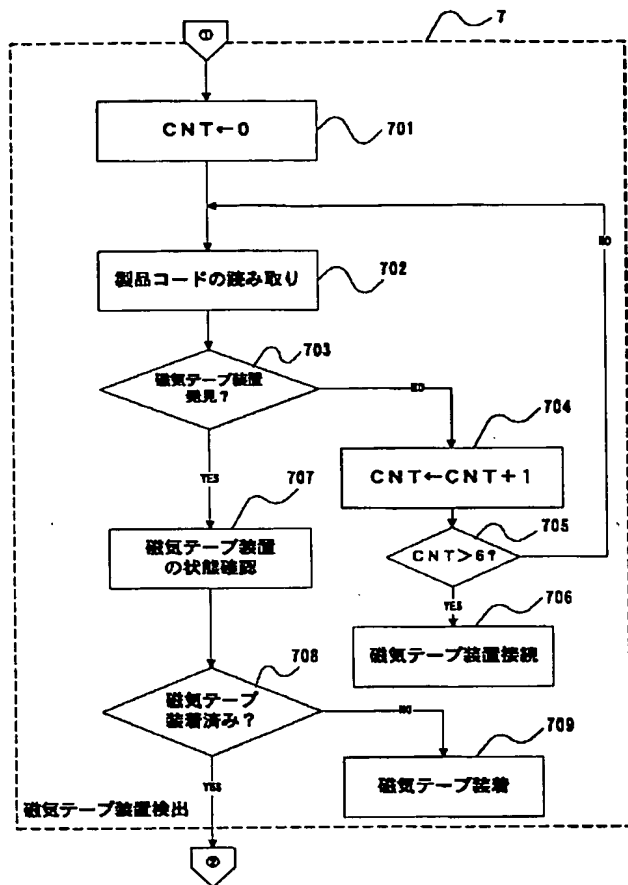 7
①
CNT←0
701
製品コードの読み取り
702
NO
磁気テープ装置
発見?
703
NO
YES
CNT←CNT+1
704
CNT>6?
705
YES
磁気テープ装置接続
706
磁気テープ装置
の状態確認
707
磁気テープ
装着済み?
708
NO
YES
磁気テープ装着
709
磁気テープ装置検出
②